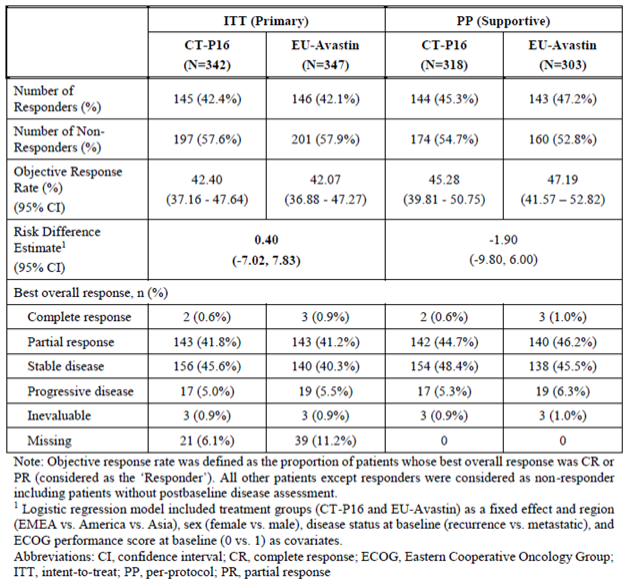 ITT (Primary) PP (Supportive)
CT-P16 EU-Avastin CT-P16 EU-Avastin
(N=342) (N=347) (N=318) (N=303)
Number of
Responders (%) 145 (42.4%) 146 (42.1%) 144 (45.3%) 143 (47.2%)
Number of Non-
Responders (%) 197 (57.6%) 201 (57.9%) 174 (54.7%) 160 (52.8%)
Objective Response
Rate (%) 42.40 42.07 45.28 47.19
(95% CI) (37.16 - 47.64) (36.88 - 47.27) (39.81 - 50.75) (41.57 – 52.82)
Risk Difference
Estimate¹ 0.40 -1.90
(95% CI) (-7.02, 7.83) (-9.80, 6.00)
Best overall response, n (%)
Complete response 2 (0.6%) 3 (0.9%) 2 (0.6%) 3 (1.0%)
Partial response 143 (41.8%) 143 (41.2%) 142 (44.7%) 140 (46.2%)
Stable disease 156 (45.6%) 140 (40.3%) 154 (48.4%) 138 (45.5%)
Progressive disease 17 (5.0%) 19 (5.5%) 17 (5.3%) 19 (6.3%)
Inevaluable 3 (0.9%) 3 (0.9%) 3 (0.9%) 3 (1.0%)
Missing 21 (6.1%) 39 (11.2%) 0 0
Note: Objective response rate was defined as the proportion of patients whose best overall response was CR or
PR (considered as the ‘Responder’). All other patients except responders were considered as non-responder
including patients without postbaseline disease assessment.
¹ Logistic regression model included treatment groups (CT-P16 and EU-Avastin) as a fixed effect and region
(EMEA vs. America vs. Asia), sex (female vs. male), disease status at baseline (recurrence vs. metastatic), and
ECOG performance score at baseline (0 vs. 1) as covariates.
Abbreviations: CI, confidence interval; CR, complete response; ECOG, Eastern Cooperative Oncology Group;
ITT, intent-to-treat; PP, per-protocol; PR, partial response